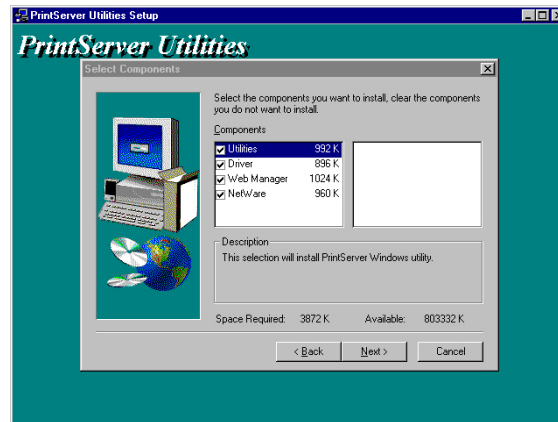 PrintServer Utilities Setup
PrintServer Utilities
Select Components
Select the components you want to install, clear the components
you do not want to install.
Components
Utilities 992 K
Driver 896 K
Web Manager 1024 K
NetWare 960 K
Description
This selection will install PrintServer Windows utility.
Space Required: 3872 K Available: 803332 K
< Back Next > Cancel